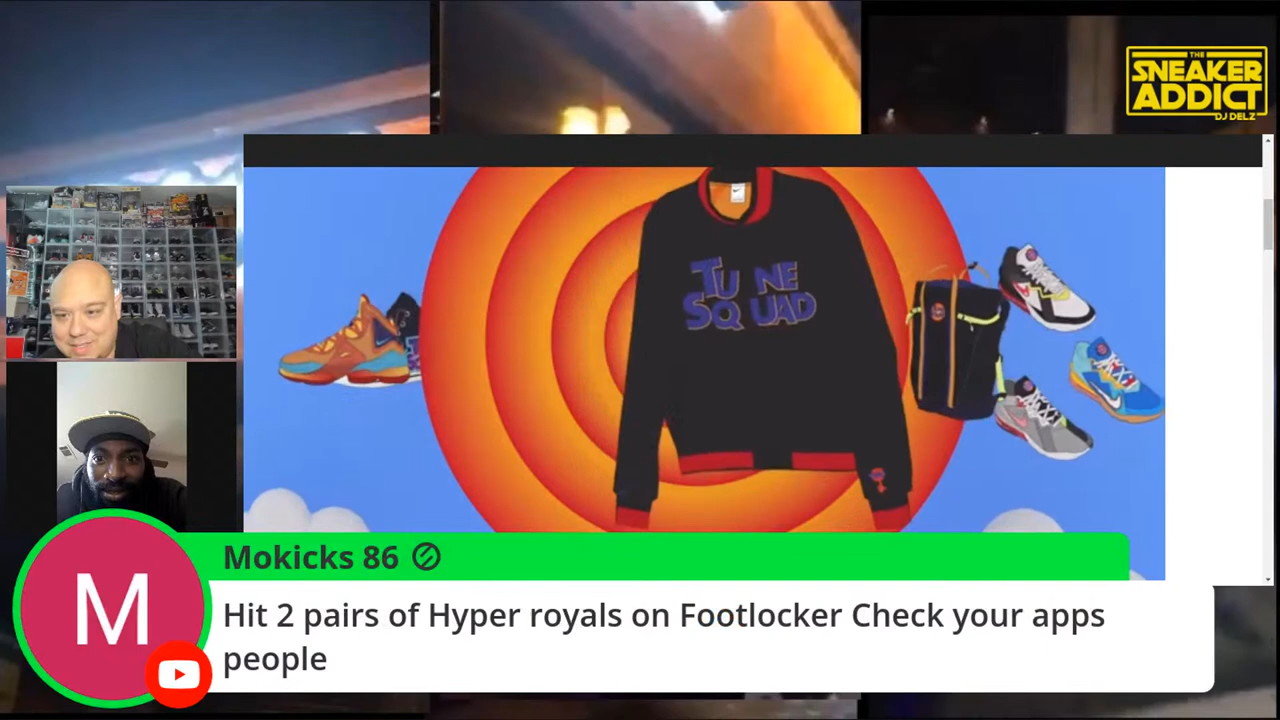 THE
SNEAKER
ADDICT
DJ DELZ
TUNE
SQUAD
Mokicks 86
M
Hit 2 pairs of Hyper royals on Footlocker Check your apps
people